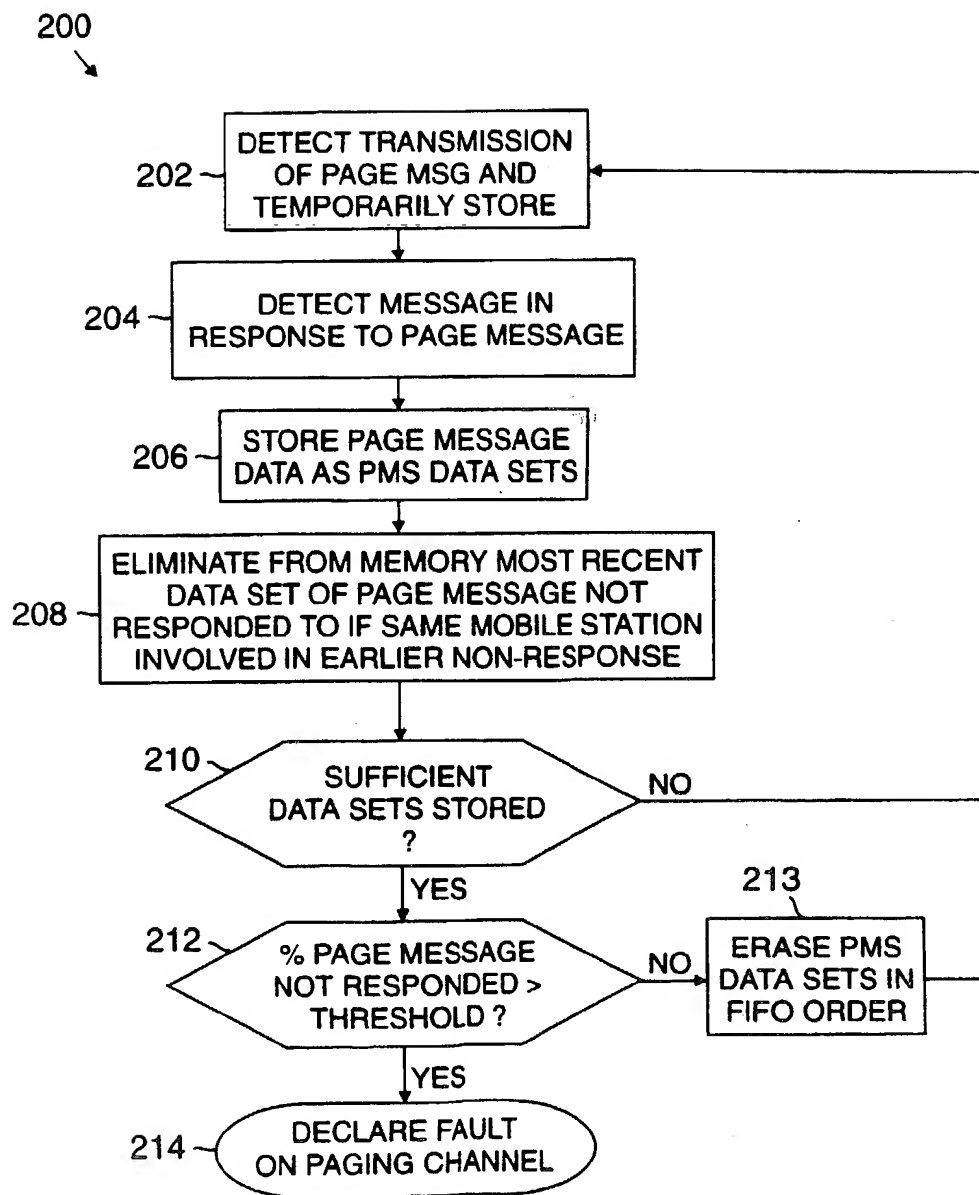 200
202
DETECT TRANSMISSION
OF PAGE MSG AND
TEMPORARILY STORE
204
DETECT MESSAGE IN
RESPONSE TO PAGE MESSAGE
206
STORE PAGE MESSAGE
DATA AS PMS DATA SETS
208
ELIMINATE FROM MEMORY MOST RECENT
DATA SET OF PAGE MESSAGE NOT
RESPONDED TO IF SAME MOBILE STATION
INVOLVED IN EARLIER NON-RESPONSE
210
SUFFICIENT
DATA SETS STORED
?
NO
YES
212
% PAGE MESSAGE
NOT RESPONDED >
THRESHOLD ?
NO
213
ERASE PMS
DATA SETS IN
FIFO ORDER
YES
214
DECLARE FAULT
ON PAGING CHANNEL